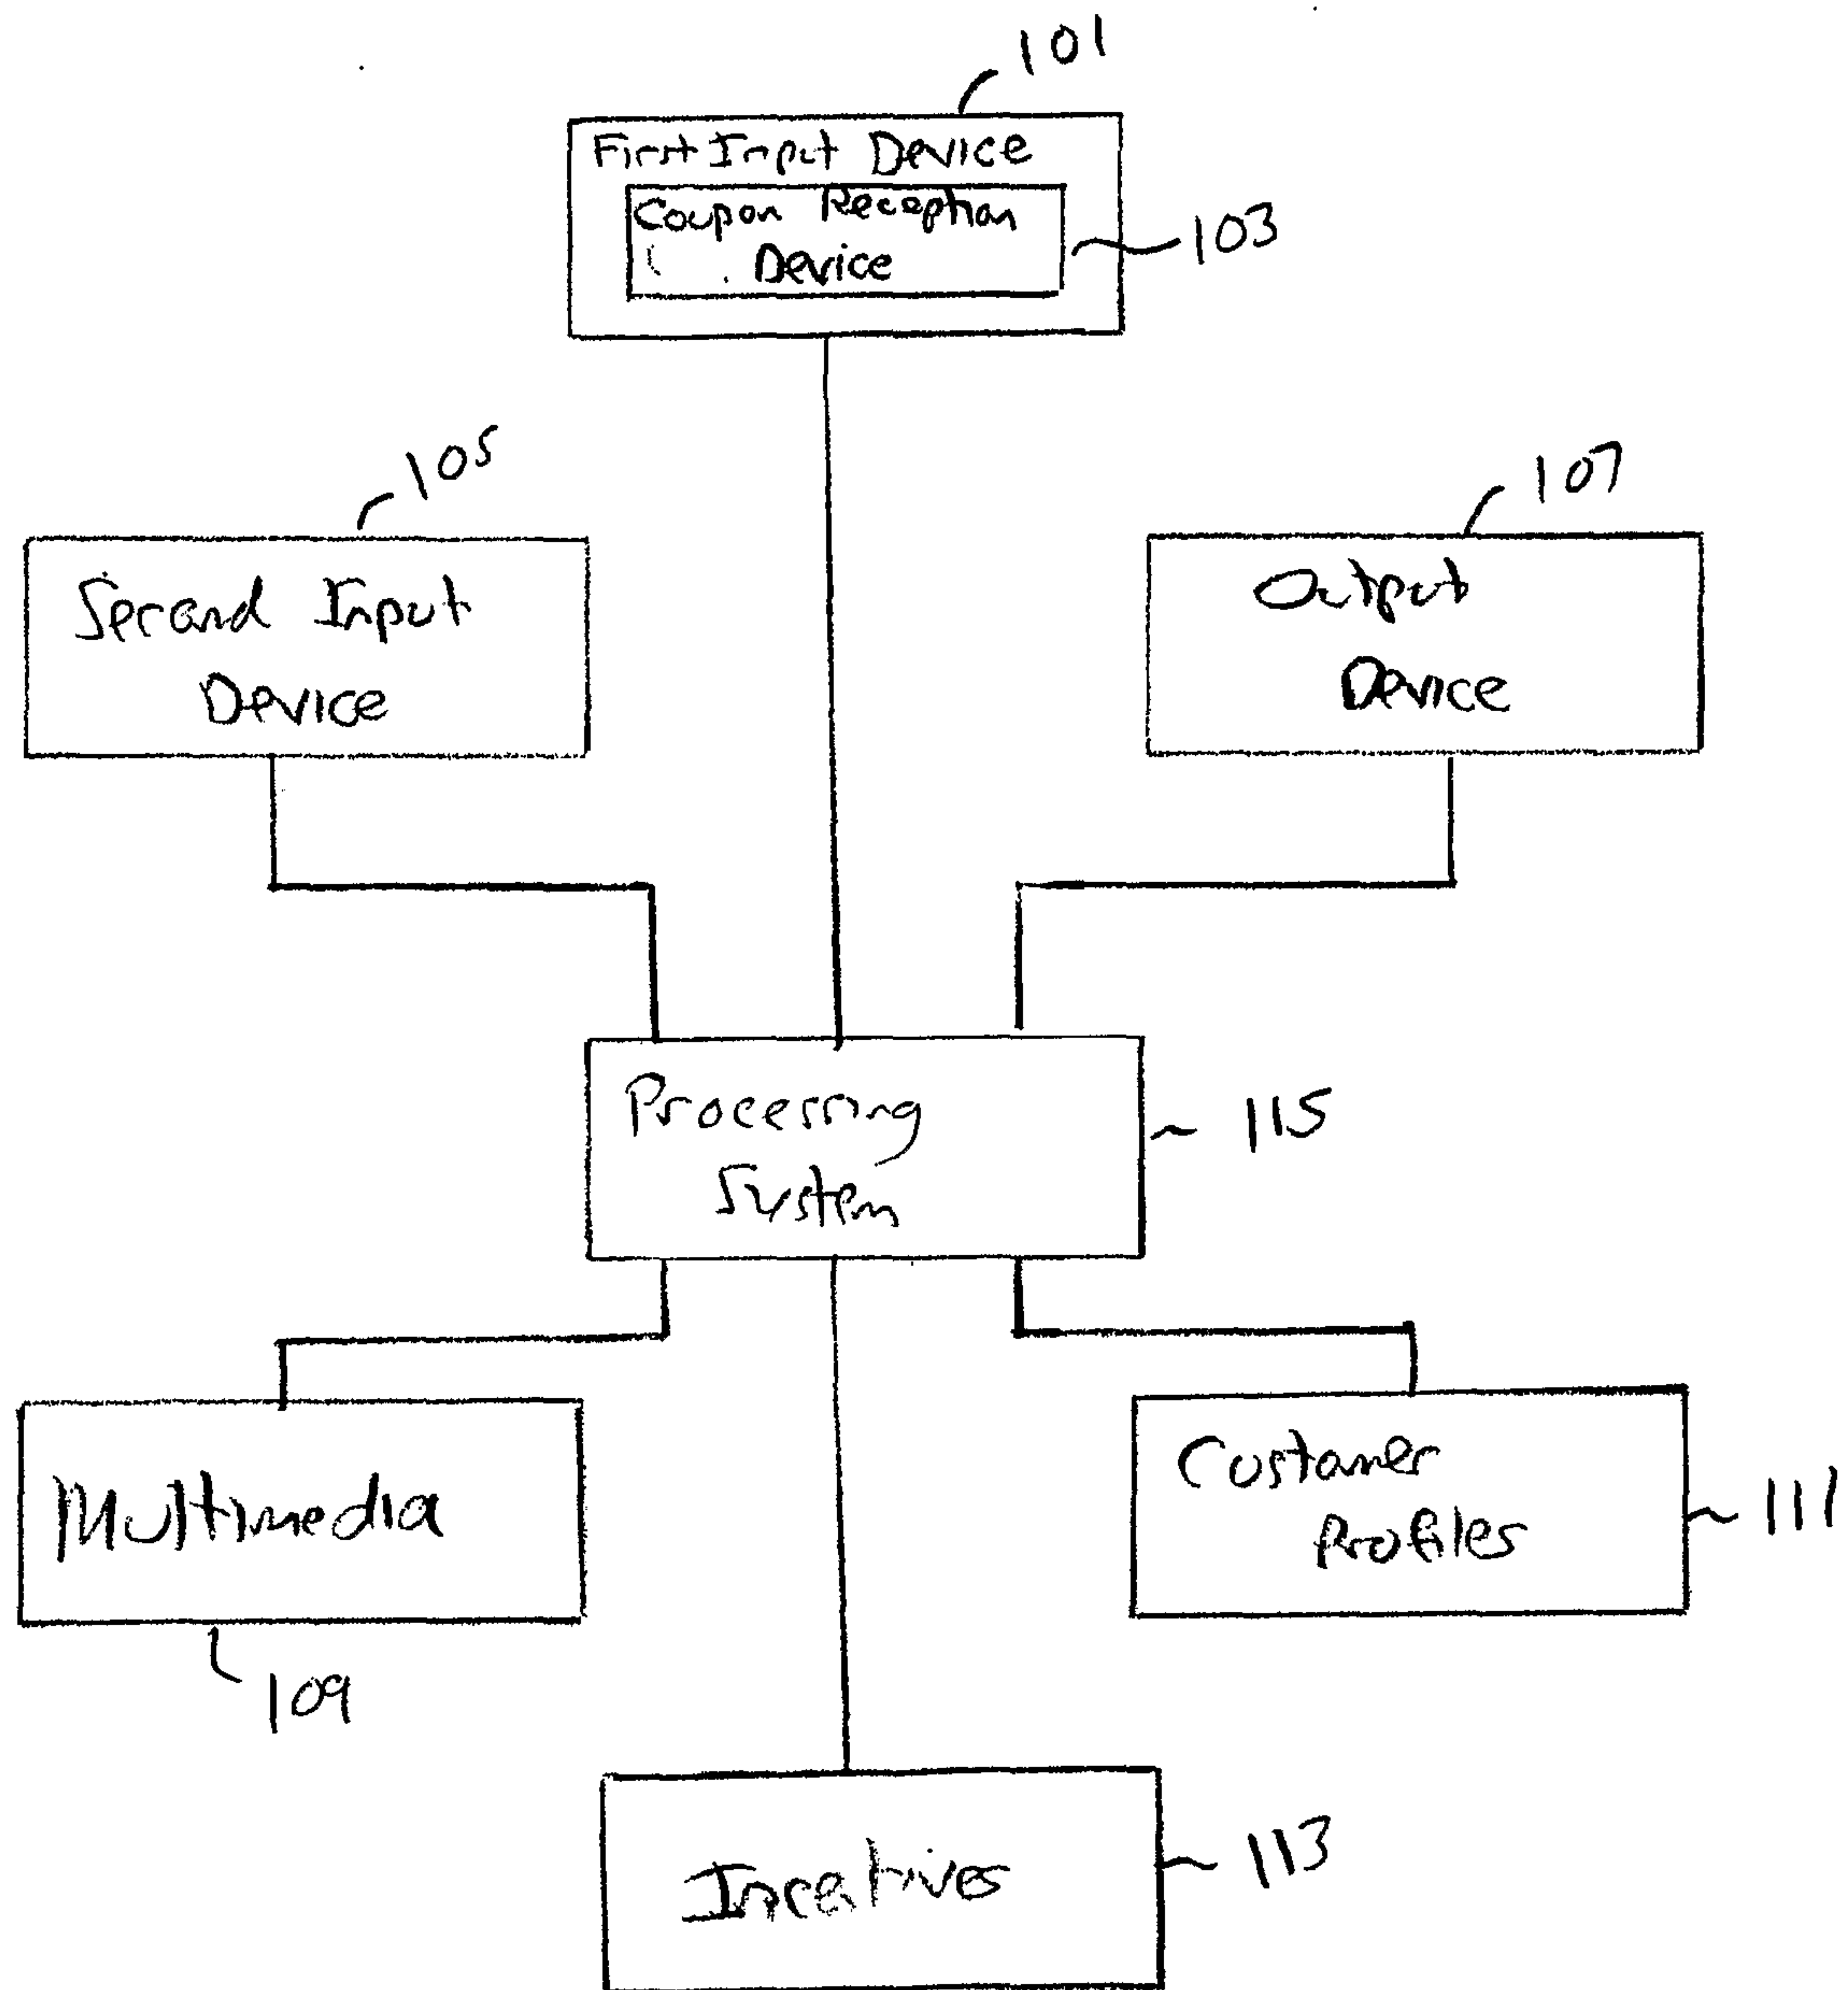 101
First Input Device
Coupon Reception
Device
103
105
107
Second Input
Device
Output
Device
Processing
System
115
Multimedia
109
Customer
Profiles
111
Incentives
113